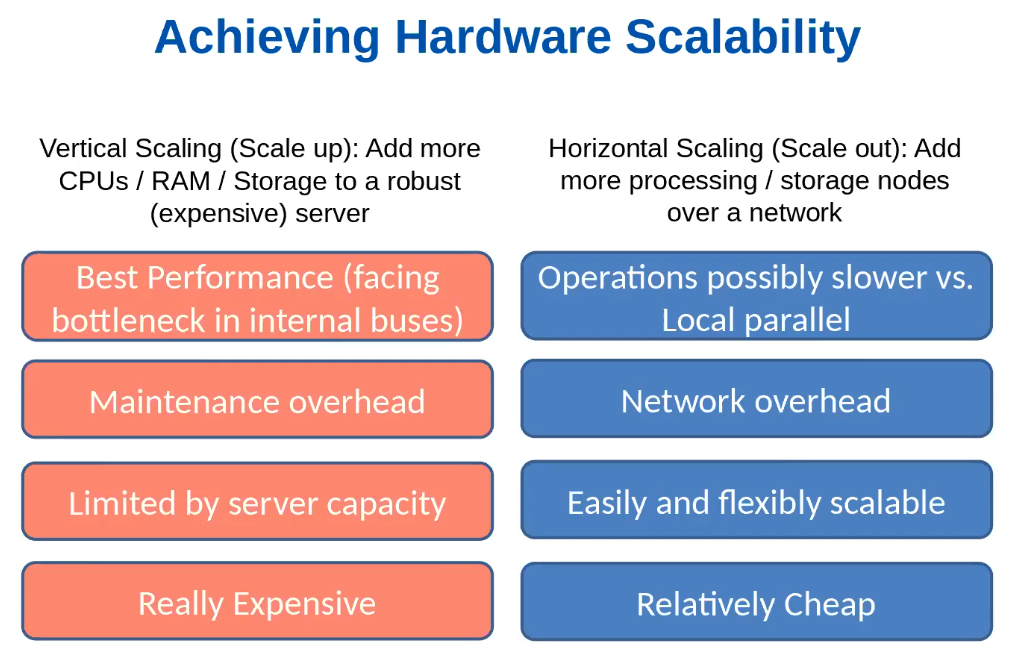 Achieving Hardware Scalability
Vertical Scaling (Scale up): Add more
CPUs / RAM / Storage to a robust
(expensive) server
Horizontal Scaling (Scale out): Add
more processing / storage nodes
over a network
Best Performance (facing
bottleneck in internal buses)
Operations possibly slower vs.
Local parallel
Maintenance overhead
Network overhead
Limited by server capacity
Easily and flexibly scalable
Really Expensive
Relatively Cheap